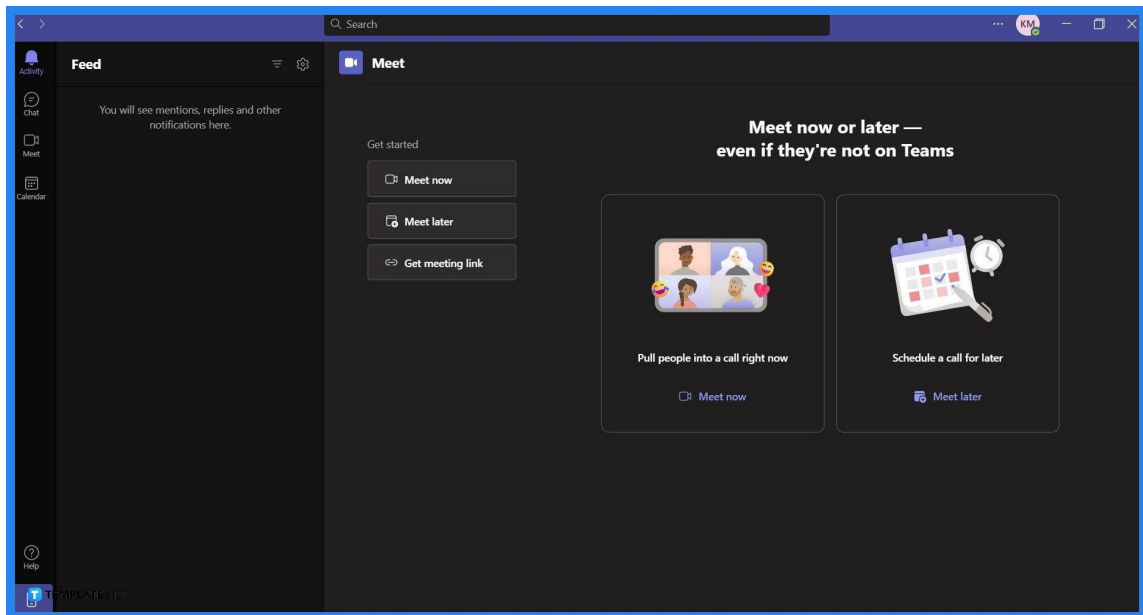 Search
KM
Activity
Chat
Meet
Calendar
Help
Feed
You will see mentions, replies and other
notifications here.
Meet
Get started
Meet now
Meet later
Get meeting link
Meet now or later —
even if they're not on Teams
Pull people into a call right now
Meet now
Schedule a call for later
Meet later
T